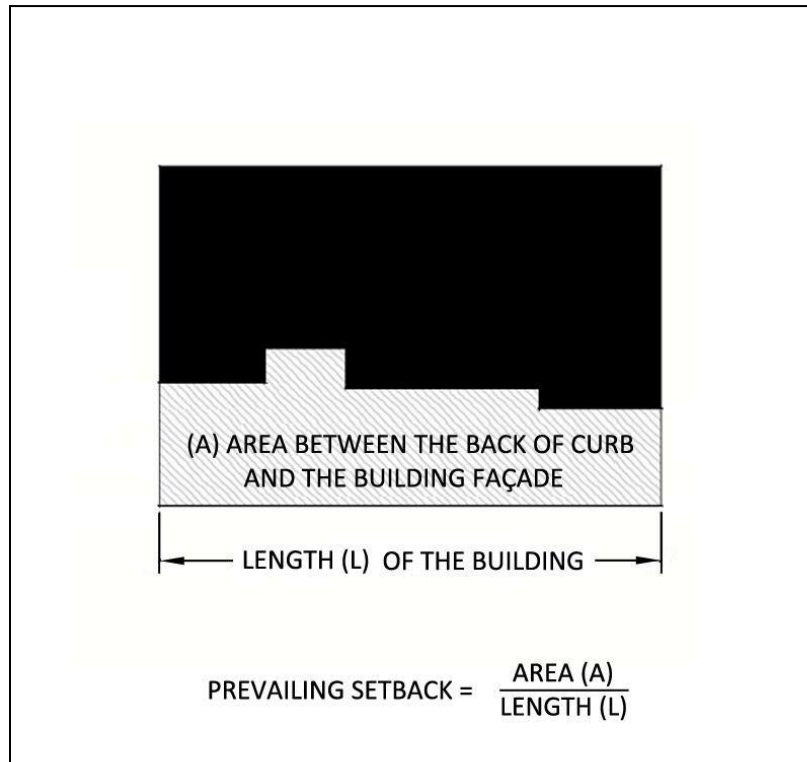 (A) AREA BETWEEN THE BACK OF CURB
AND THE BUILDING FAÇADE
LENGTH (L) OF THE BUILDING
PREVAILING SETBACK = AREA (A)
LENGTH (L)